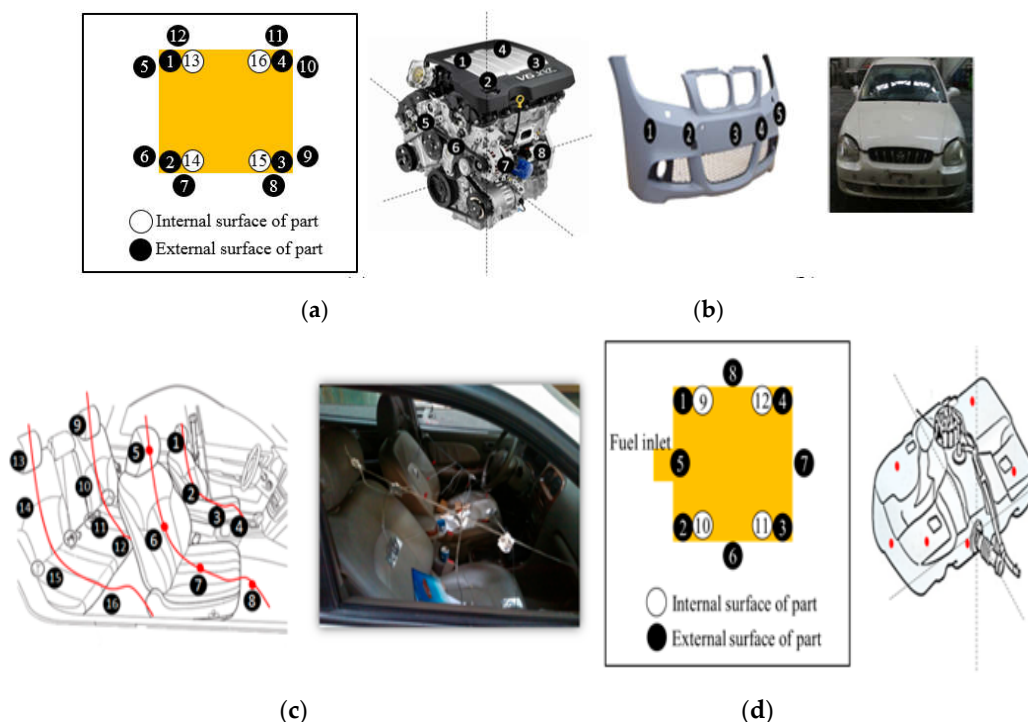 12 11
5 1 13 16 4 10
6 2 14 15 3 9
7 8
Internal surface of part
External surface of part
4
1 3
2
V6
5
6
7 8
1 2 3 4 5
(a)
(b)
9
13
5
1
10
14
2
11
3
4
12
6
15
7
16
8
8
1 9 12 4
Fuel inlet
5 7
2 10 11 3
6
Internal surface of part
External surface of part
(c)
(d)